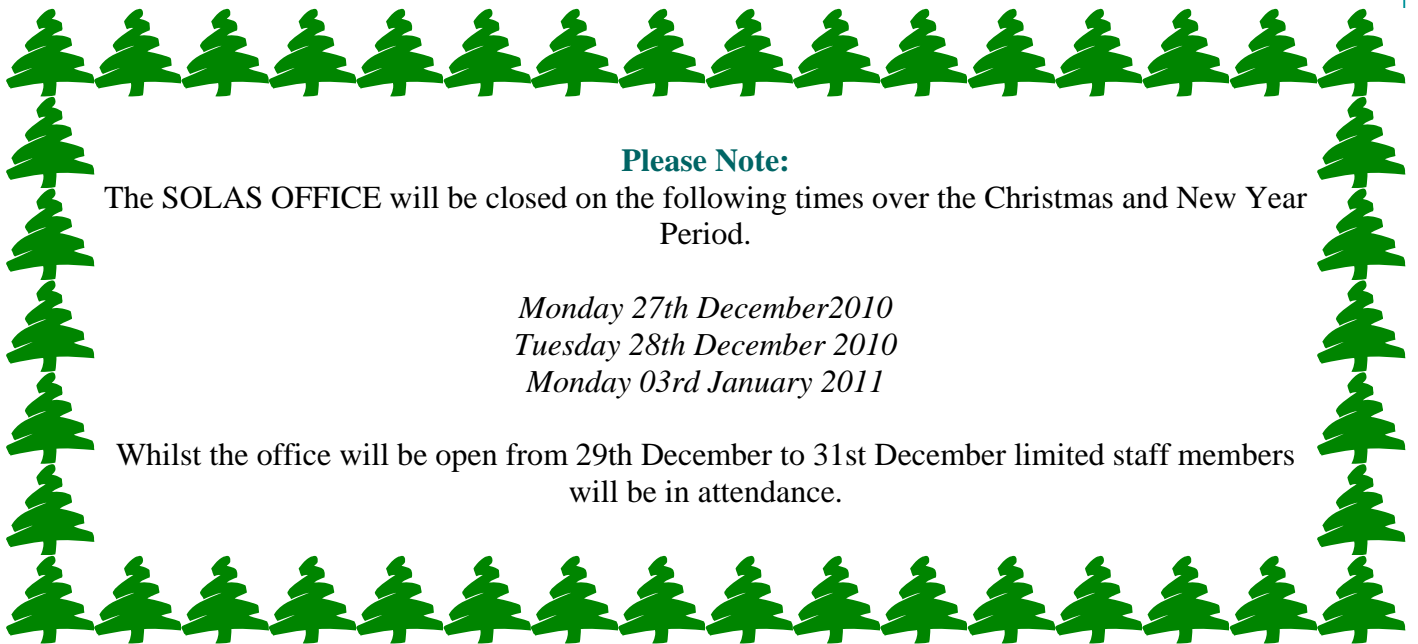 Please Note:
The SOLAS OFFICE will be closed on the following times over the Christmas and New Year
Period.
Monday 27th December2010
Tuesday 28th December 2010
Monday 03rd January 2011
Whilst the office will be open from 29th December to 31st December limited staff members
will be in attendance.